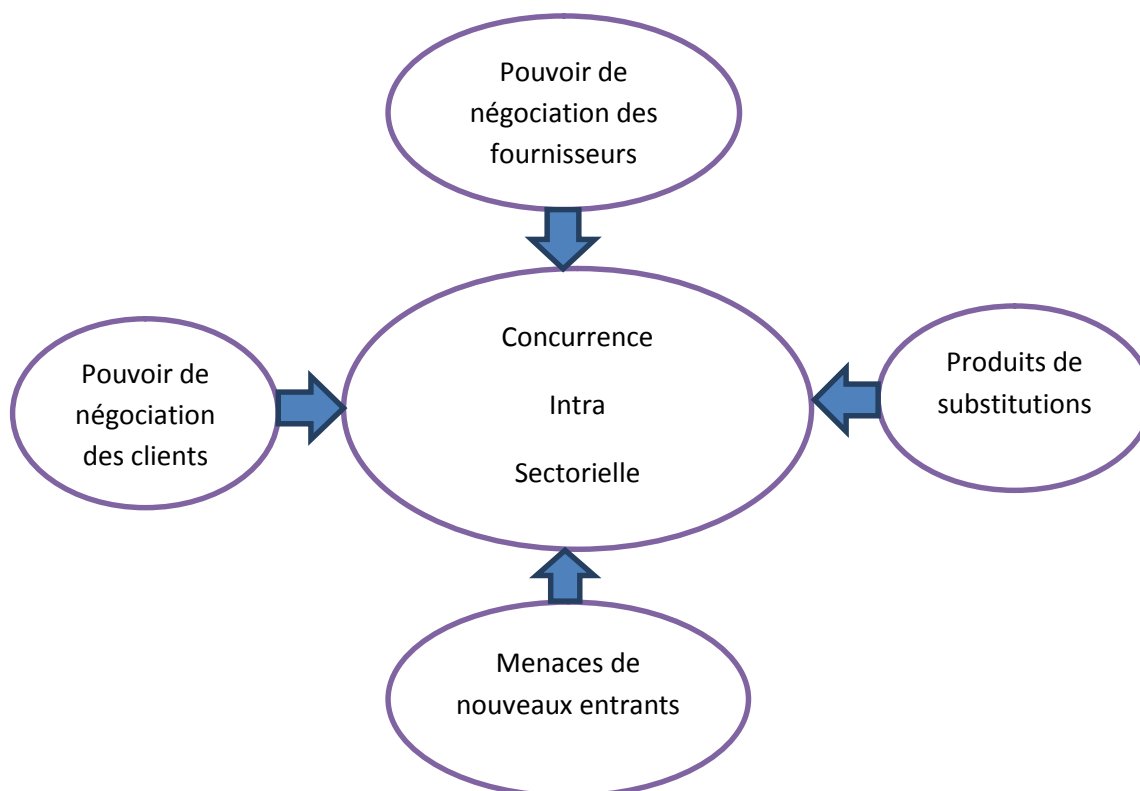 Pouvoir de
négociation des
fournisseurs
Pouvoir de
négociation
des clients
Concurrence
Intra
Sectorielle
Produits de
substitutions
Menaces de
nouveaux entrants